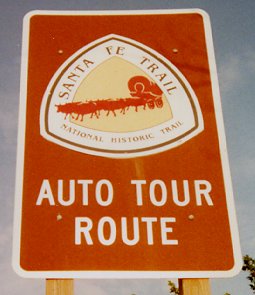 SANTA FE TRAIL
NATIONAL HISTORIC TRAIL
AUTO TOUR
ROUTE